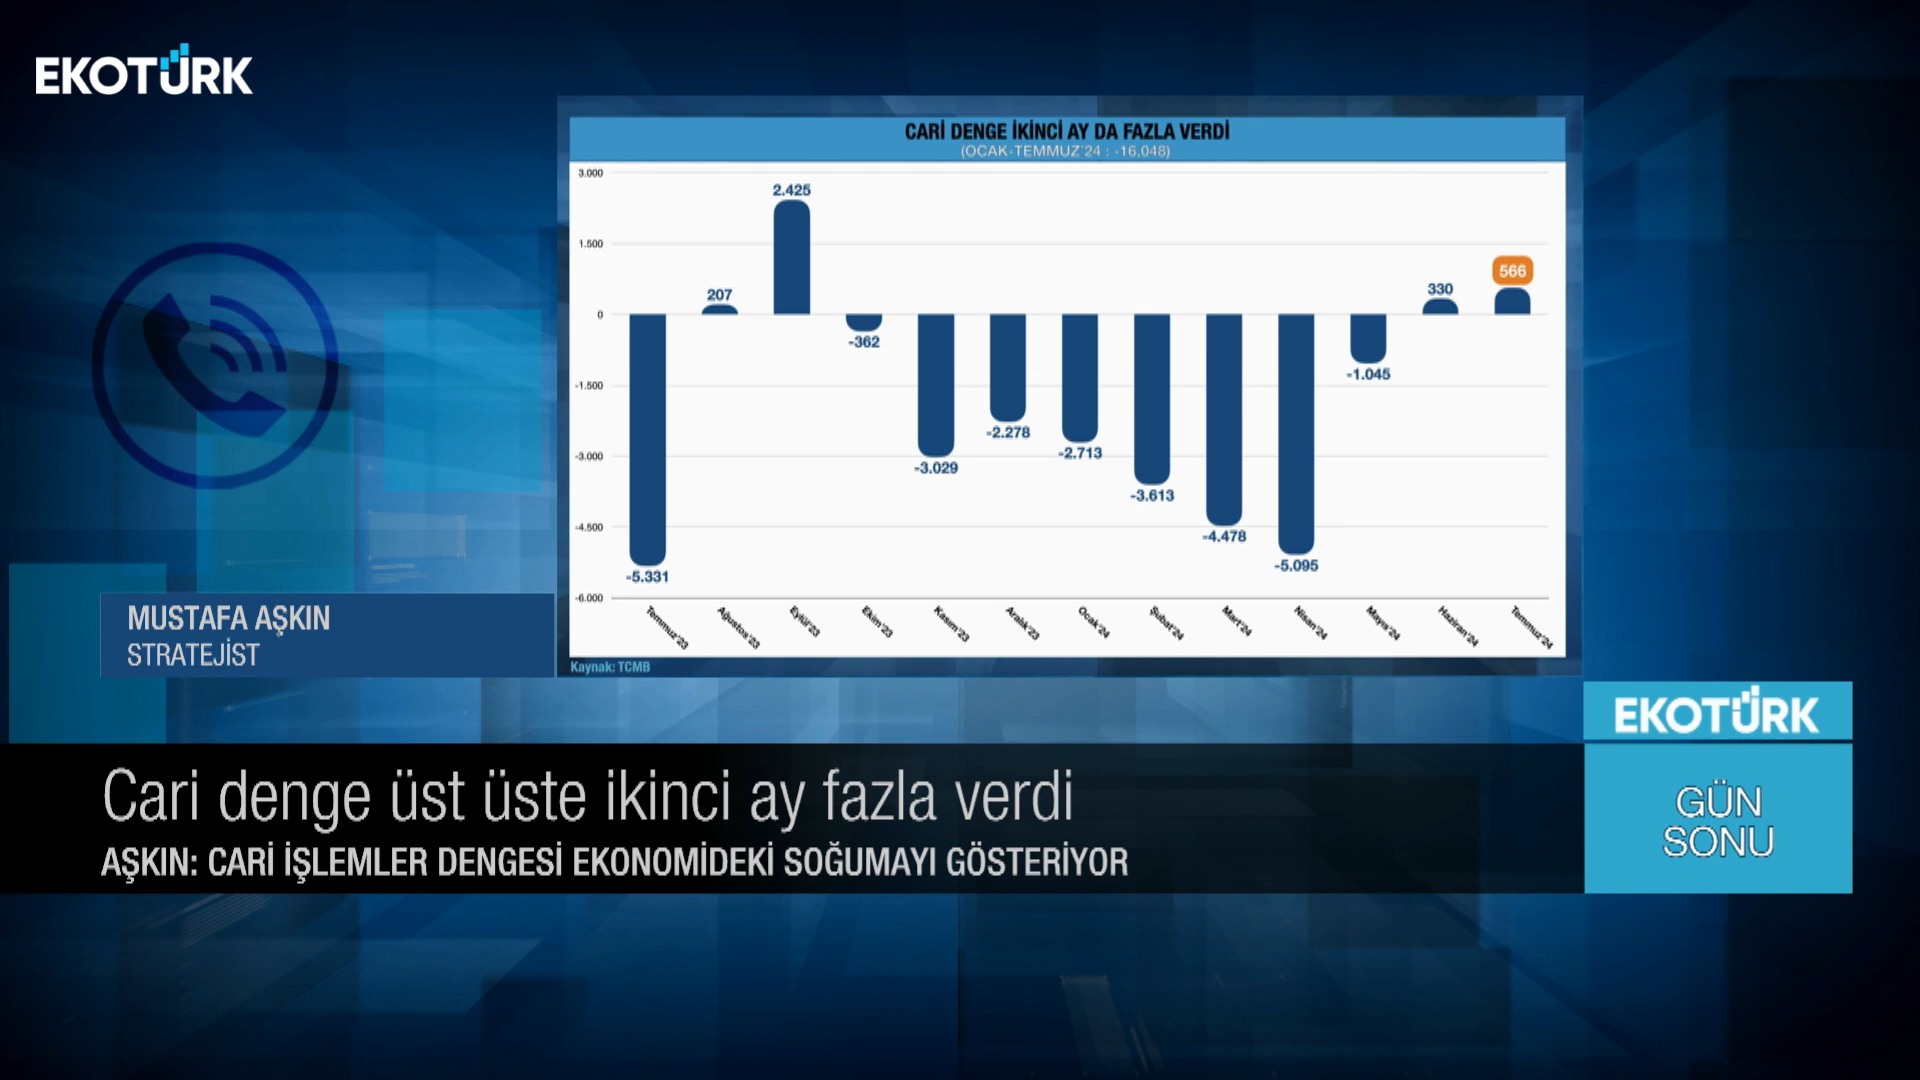 EKOTÜRK
CARİ DENGE İKİNCİ AY DA FAZLA VERDİ
(OCAK-TEMMUZ'24 : -16.048)
3.000
1.500
0
-1.500
-3.000
-4.500
-6.000
-5.331
207
2.425
-362
-3.029
-2.278
-2.713
-3.613
-4.478
-5.095
-1.045
330
566
Temmuz'23
Ağustos'23
Eylül'23
Ekim'23
Kasım'23
Aralık'23
Ocak'24
Şubat'24
Mart'24
Nisan'24
Mayıs'24
Haziran'24
Temmuz'24
Kaynak: TCMB
MUSTAFA AŞKIN
STRATEJİST
EKOTÜRK
GÜN
SONU
Cari denge üst üste ikinci ay fazla verdi
AŞKIN: CARİ İŞLEMLER DENGESİ EKONOMİDEKİ SOĞUMAYI GÖSTERİYOR